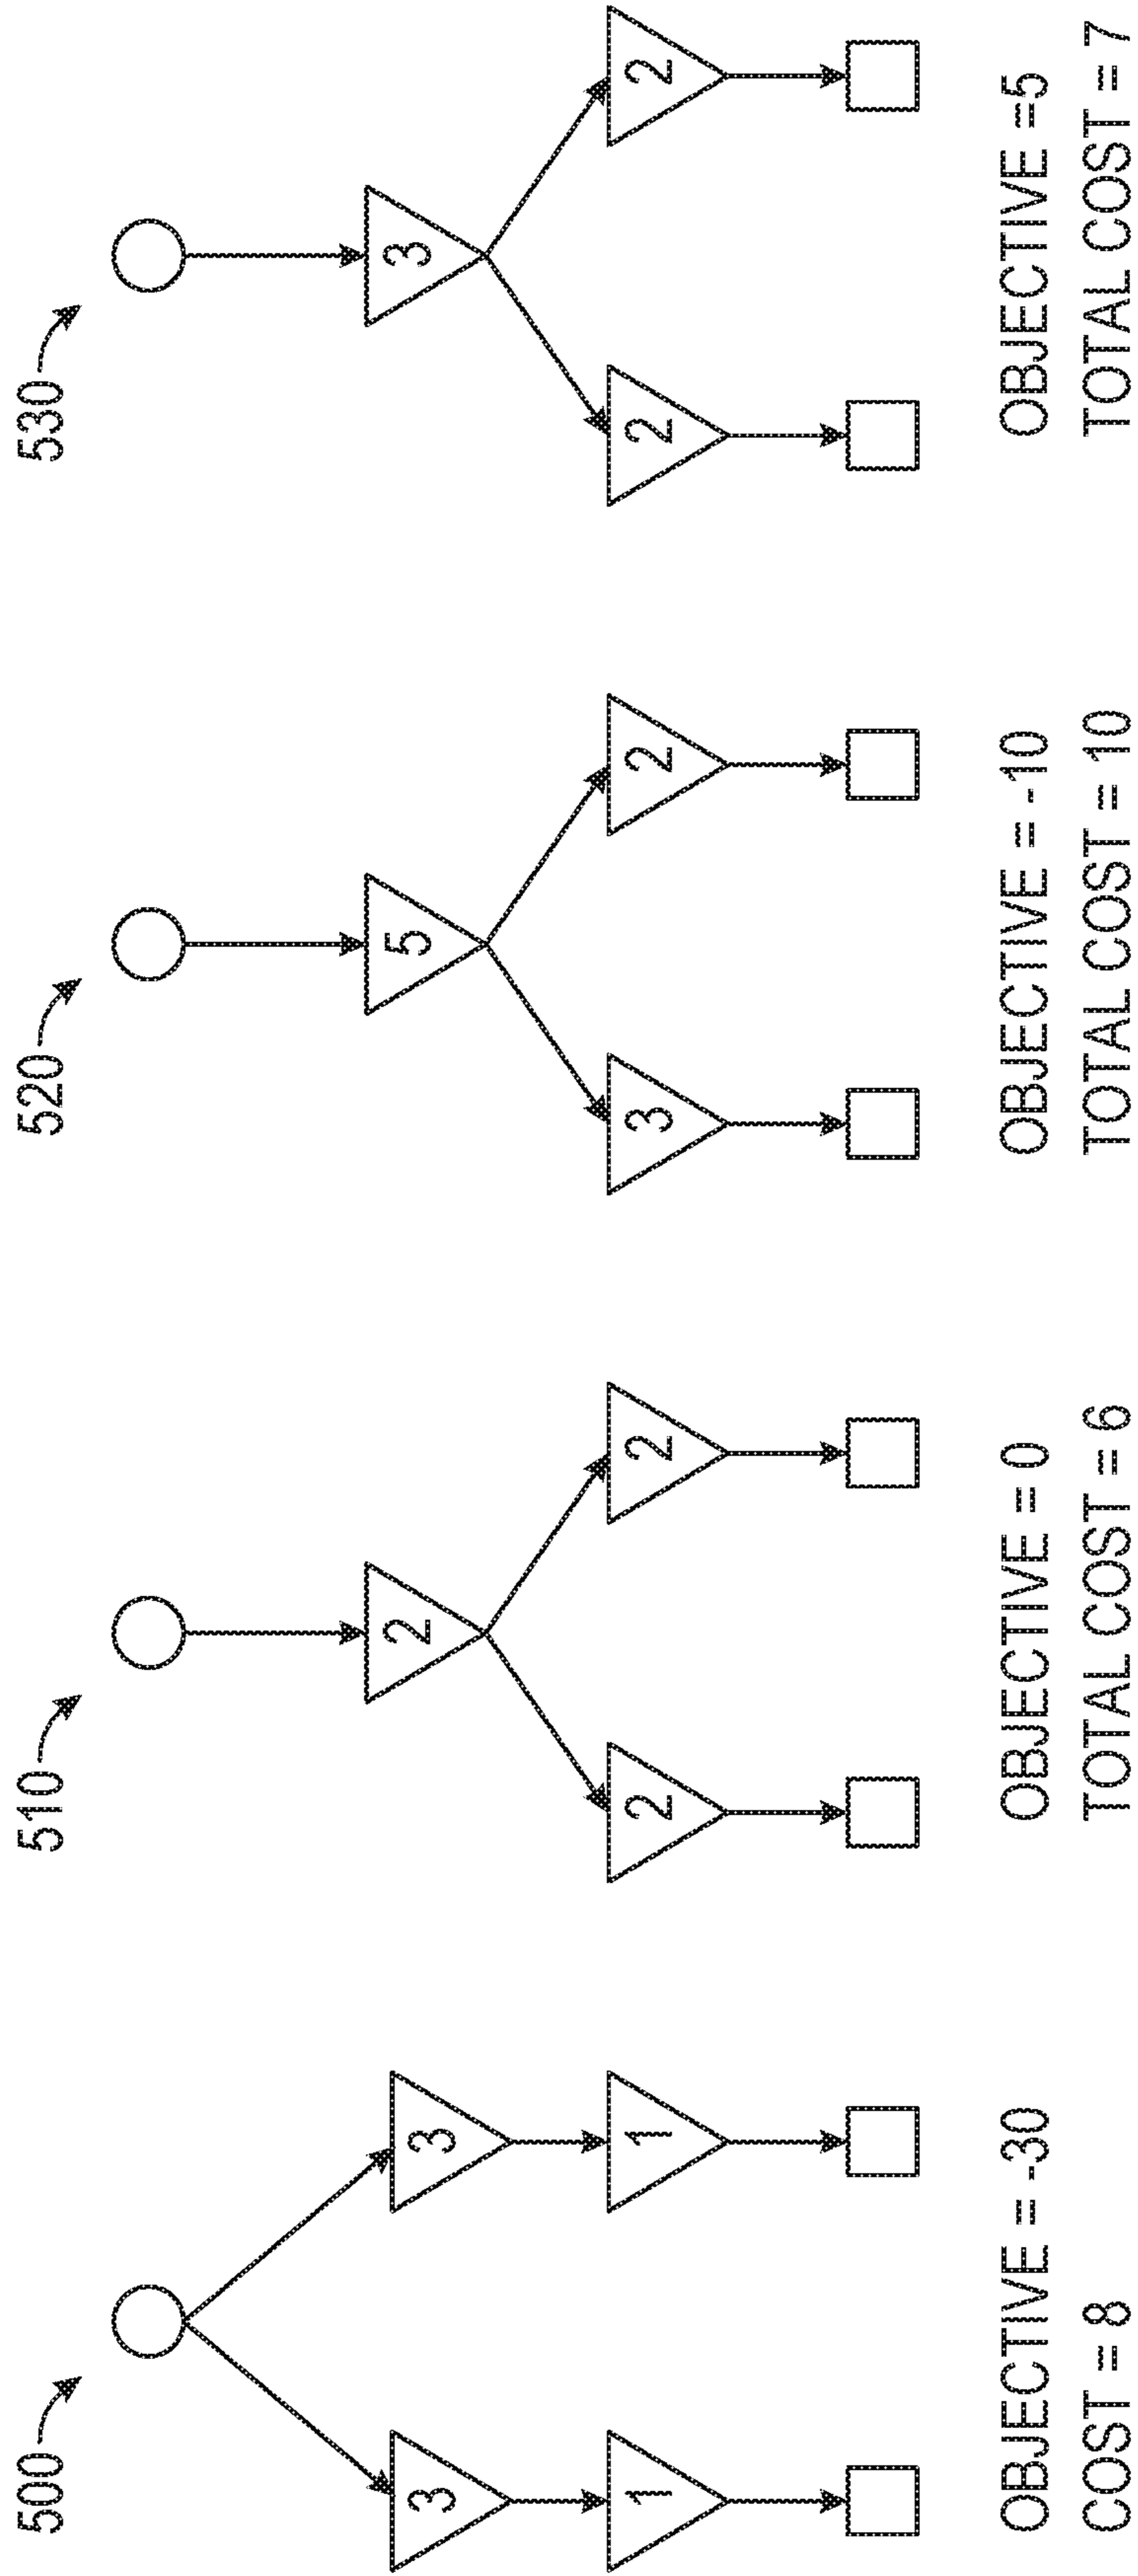 500
3
3
1
1
OBJECTIVE = -30
COST = 8
510
2
2
2
OBJECTIVE = 0
TOTAL COST = 6
520
5
3
2
OBJECTIVE = -10
TOTAL COST = 10
530
3
2
2
OBJECTIVE =5
TOTAL COST = 7